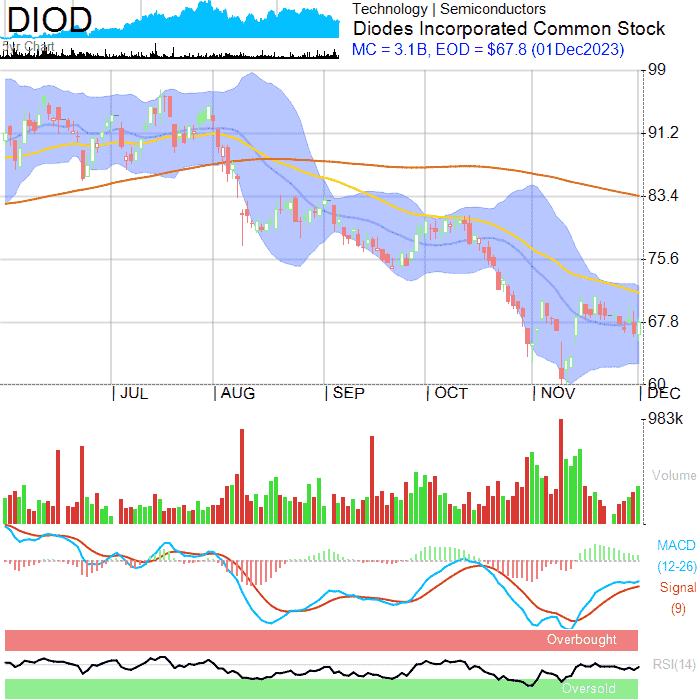 DIOD
5yr Chart
Technology | Semiconductors
Diodes Incorporated Common Stock
MC = 3.1B, EOD = $67.8 (01Dec2023)
99
91.2
83.4
75.6
67.8
60
JUL AUG SEP OCT NOV DEC
983k
Volume
MACD
(12-26)
Signal
(9)
Overbought
RSI(14)
Oversold